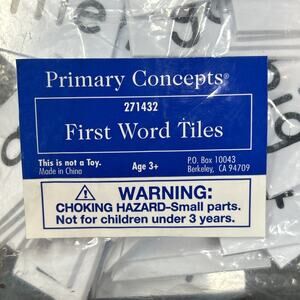 Primary Concepts®
271432
First Word Tiles
This is not a Toy.
Made in China
Age 3+
P.O. Box 10043
Berkeley, CA 94709
WARNING:
CHOKING HAZARD-Small parts.
Not for children under 3 years.